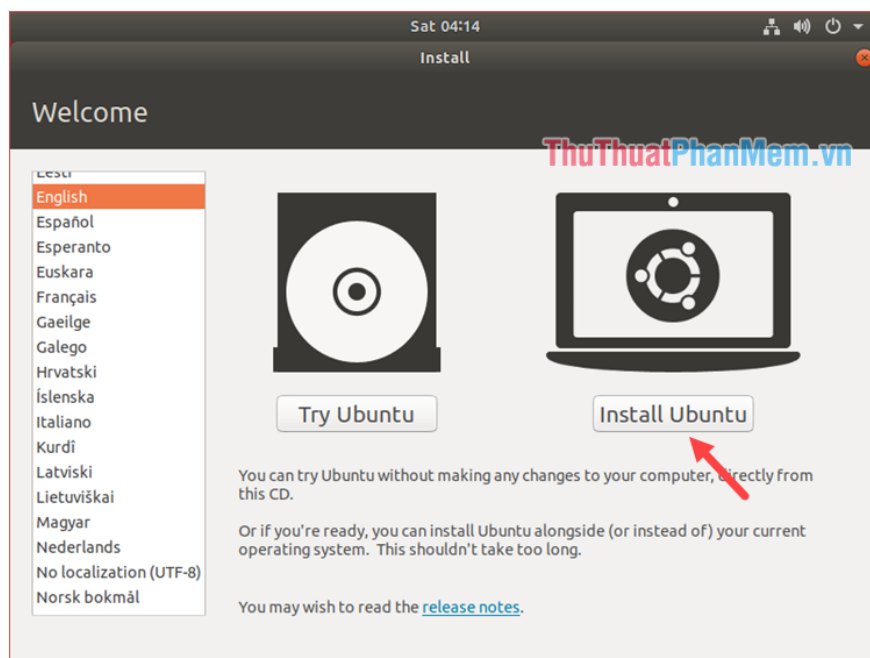 Sat 04:14
Install
Welcome
ThuThuatPhanMem.vn
Eesti
English
Español
Esperanto
Euskara
Français
Gaeilge
Galego
Hrvatski
Íslenska
Italiano
Kurdî
Latviski
Lietuviškai
Magyar
Nederlands
No localization (UTF-8)
Norsk bokmål
Try Ubuntu
Install Ubuntu
You can try Ubuntu without making any changes to your computer, directly from
this CD.
Or if you're ready, you can install Ubuntu alongside (or instead of) your current
operating system.  This shouldn't take too long.
You may wish to read the release notes.